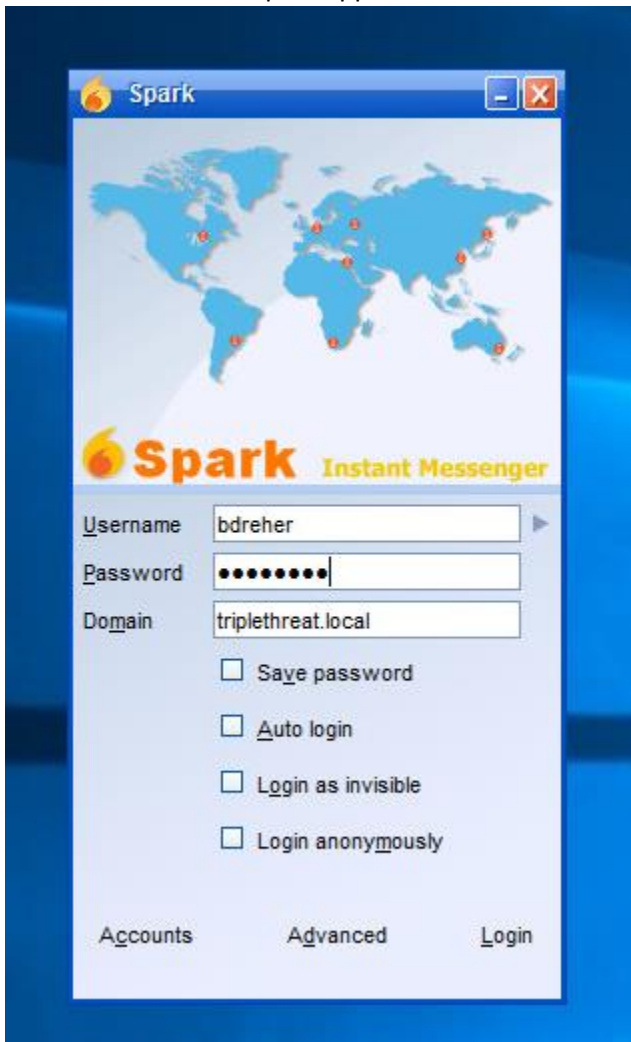 Spark
Spark Instant Messenger
Username bdreher
Password ●●●●●●●●
Domain triplethreat.local
Save password
Auto login
Login as invisible
Login anonymously
Accounts Advanced Login